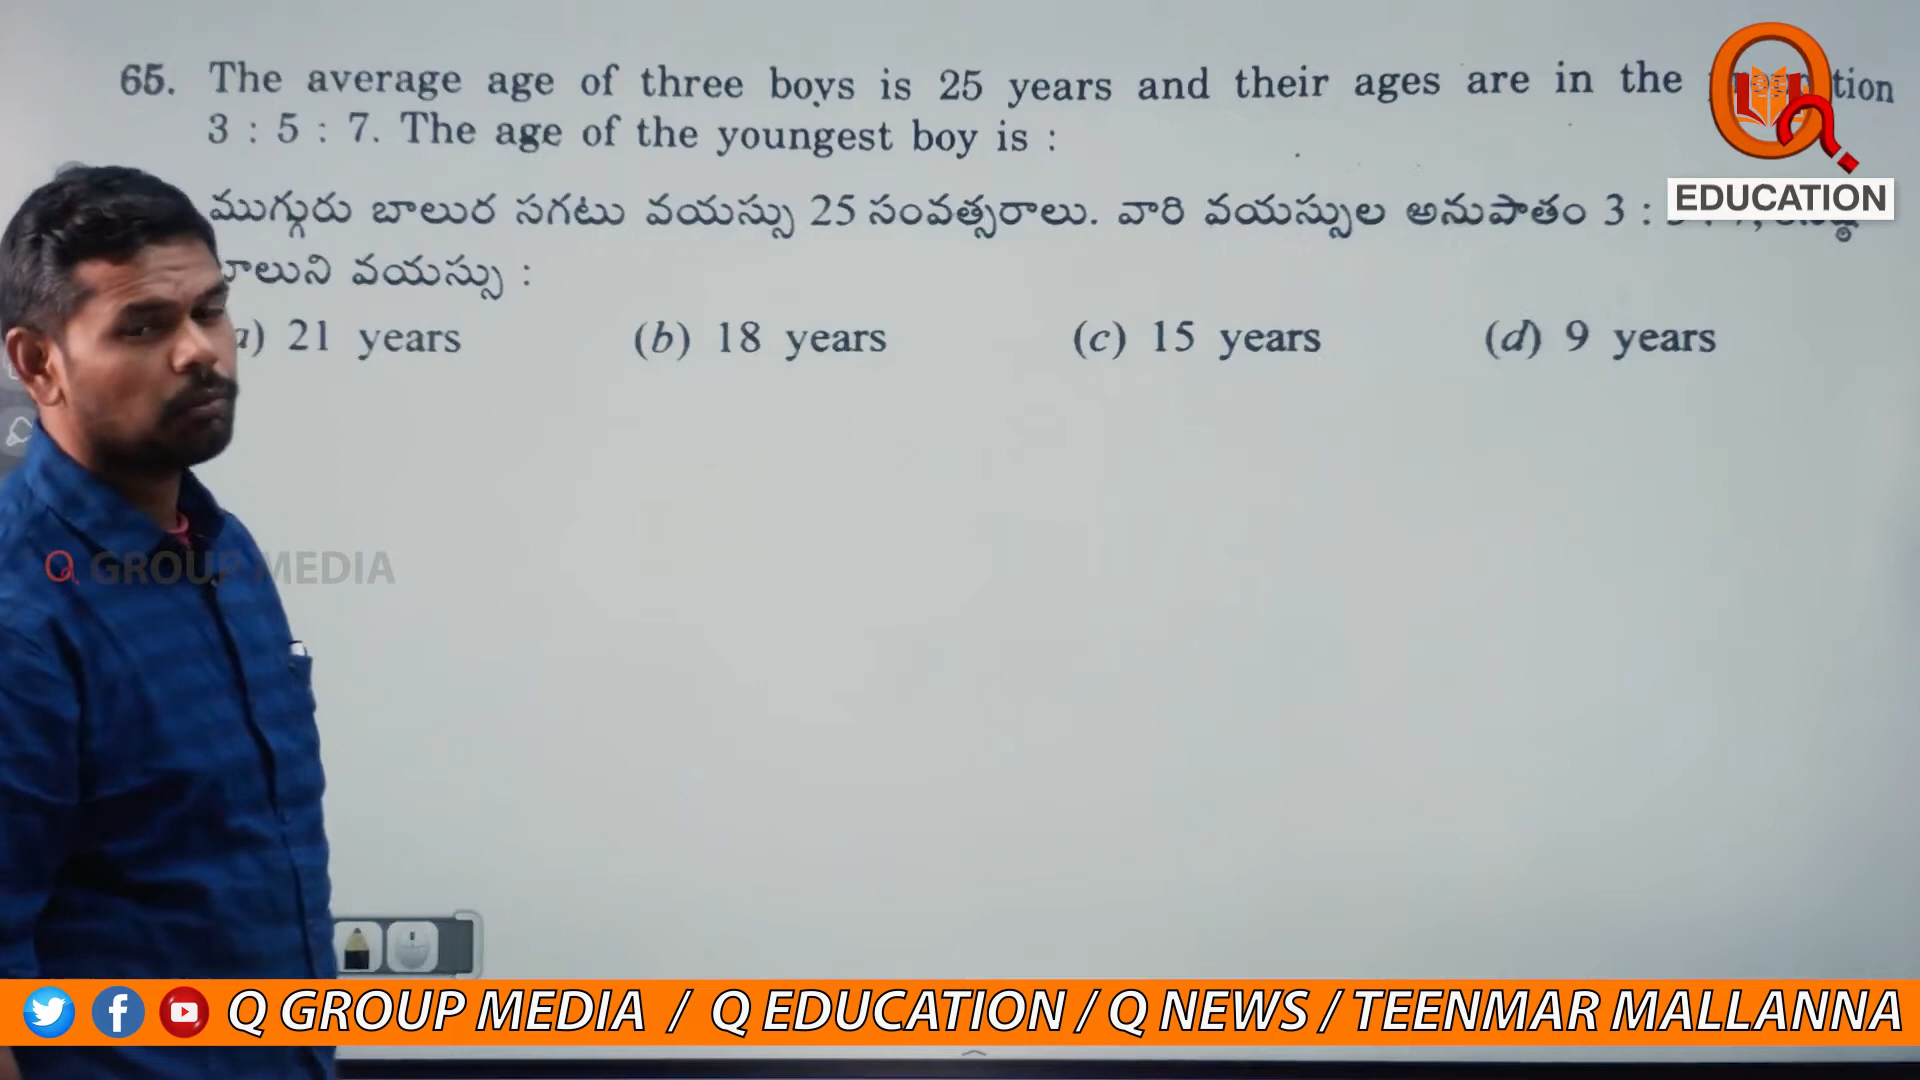 65. The average age of three boys is 25 years and their ages are in the tion
3 : 5 : 7. The age of the youngest boy is :
ముగ్గురు బాలుర సగటు వయస్సు 25 సంవత్సరాలు. వారి వయస్సుల అనుపాతం 3 :
వయస్సు :
a) 21 years (b) 18 years (c) 15 years (d) 9 years
EDUCATION
Q GROUP MEDIA
Q GROUP MEDIA / Q EDUCATION / Q NEWS / TEENMAR MALLANNA